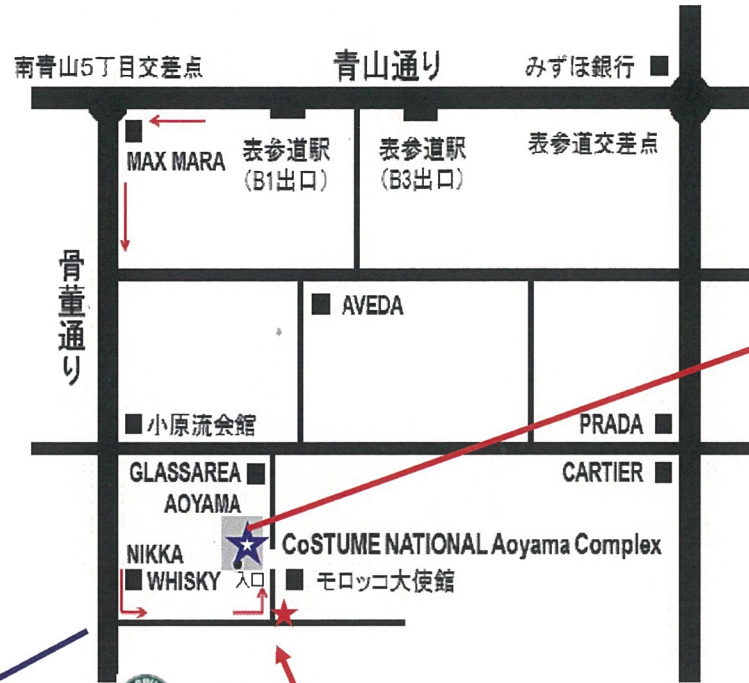 南青山5丁目交差点
青山通り
みずほ銀行
MAX MARA
表参道駅
(B1出口)
表参道駅
(B3出口)
表参道交差点
骨董通り
AVEDA
小原流会館
PRADA
GLASSAREA
AOYAMA
CARTIER
CoSTUME NATIONAL Aoyama Complex
NIKKA
WHISKY
入口
モロッコ大使館